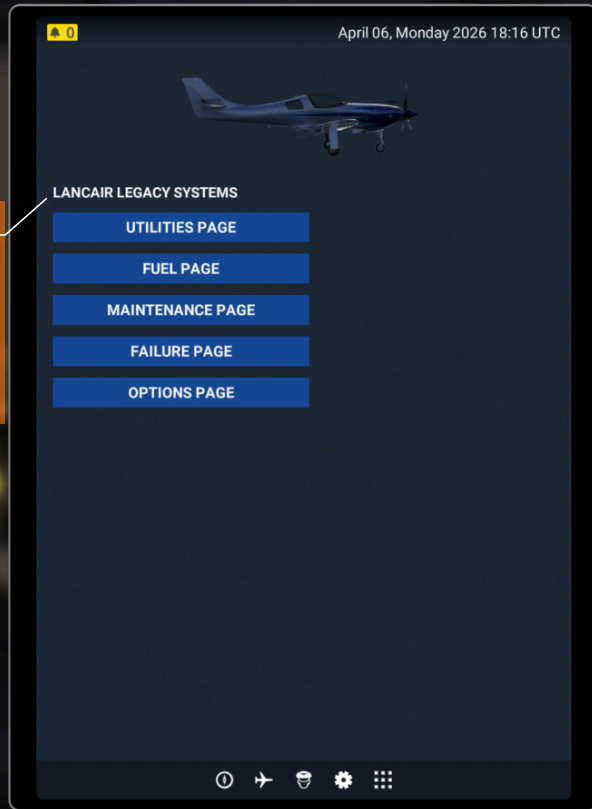 0
April 06, Monday 2026 18:16 UTC
LANCAIR LEGACY SYSTEMS
UTILITIES PAGE
FUEL PAGE
MAINTENANCE PAGE
FAILURE PAGE
OPTIONS PAGE